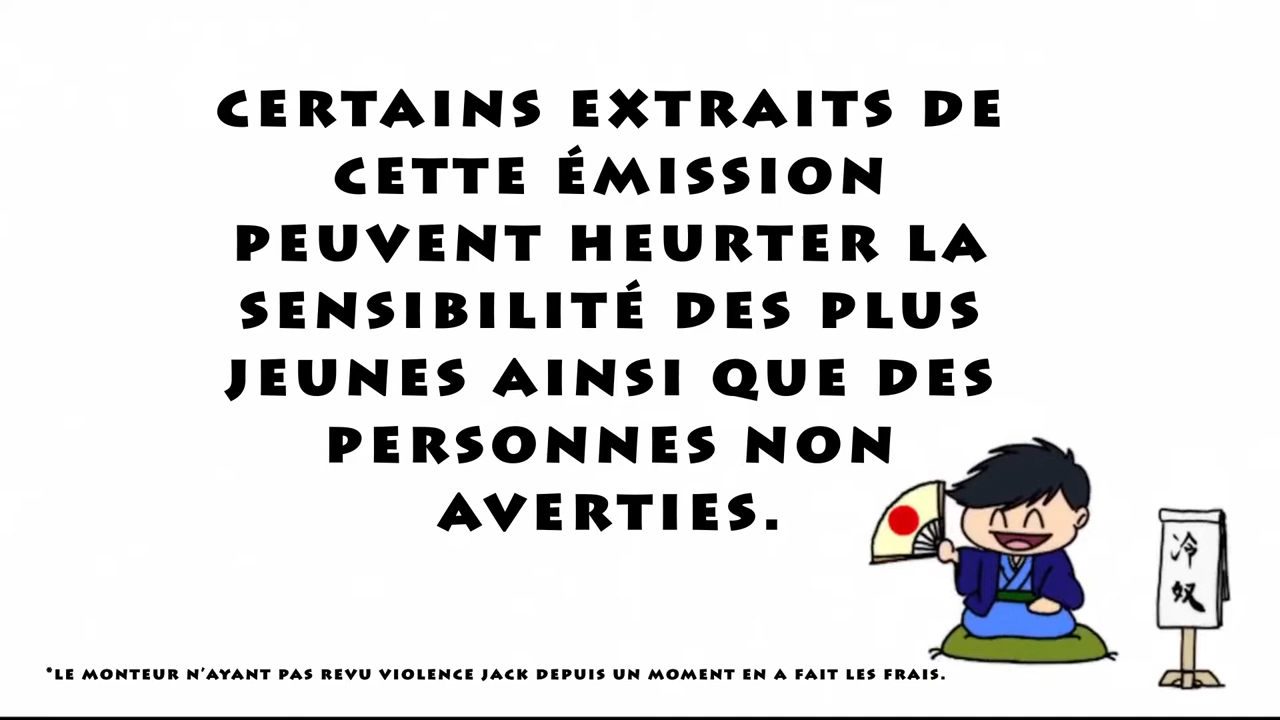 CERTAINS EXTRAITS DE
CETTE ÉMISSION
PEUVENT HEURTER LA
SENSIBILITÉ DES PLUS
JEUNES AINSI QUE DES
PERSONNES NON
AVERTIES.
冷
奴
*LE MONTEUR N'AYANT PAS REVU VIOLENCE JACK DEPUIS UN MOMENT EN A FAIT LES FRAIS.